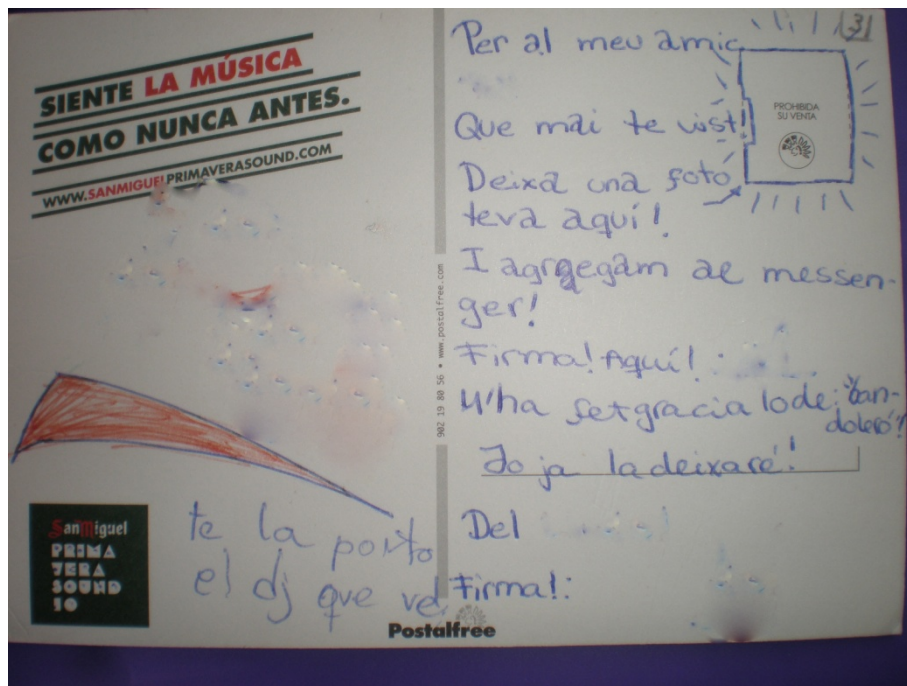 SIENTE LA MÚSICA
COMO NUNCA ANTES.
WWW.SANMIGUELPRIMAVERASOUND.COM
SanMiguel
PRIMA
VERA
SOUND
10
te la porto
el dj que ve
902 19 80 56 • www.postalfree.com
Postalfree
Per al meu amic
3
PROHIBIDA
SU VENTA
Que mai te vist!
Deixa una foto
teva aquí!
I agregam al messen-
ger!
Firma! Aquí!:
M'ha fet gracia lo de: "ban-
dolero"!
Jo ja la deixaré!
Del
Firma!: